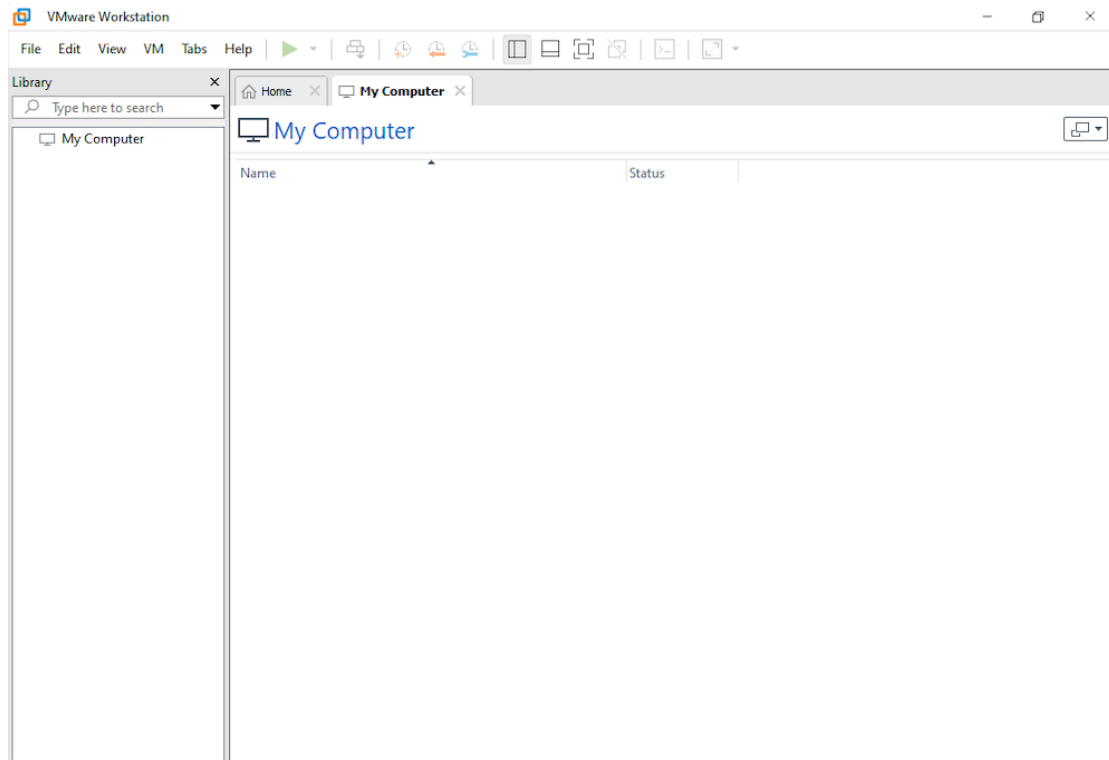 VMware Workstation
File Edit View VM Tabs Help
Library
Type here to search
My Computer
Home
My Computer
My Computer
Name Status